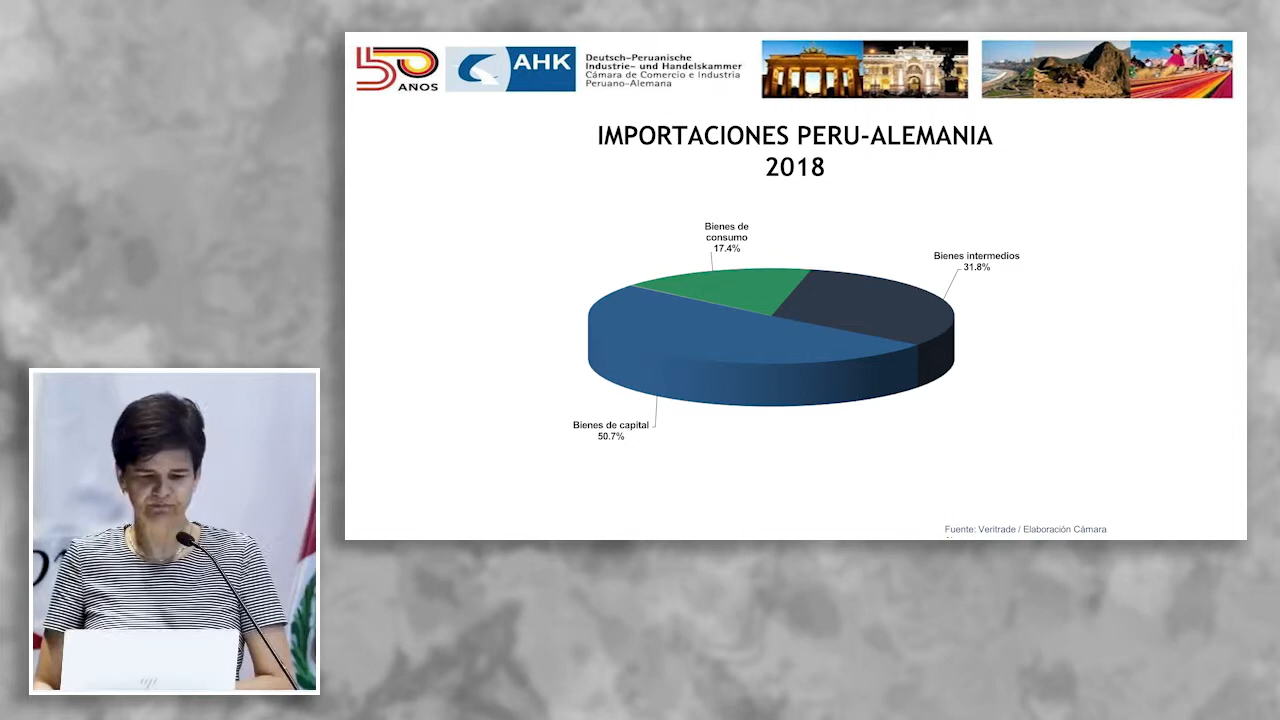 50
AÑOS
AHK
Deutsch-Peruanische
Industrie- und Handelskammer
Cámara de Comercio e Industria
Peruano-Alemana
IMPORTACIONES PERU-ALEMANIA
2018
Bienes de
consumo
17.4%
Bienes intermedios
31.8%
Bienes de capital
50.7%
Fuente: Veritrade / Elaboración Cámara